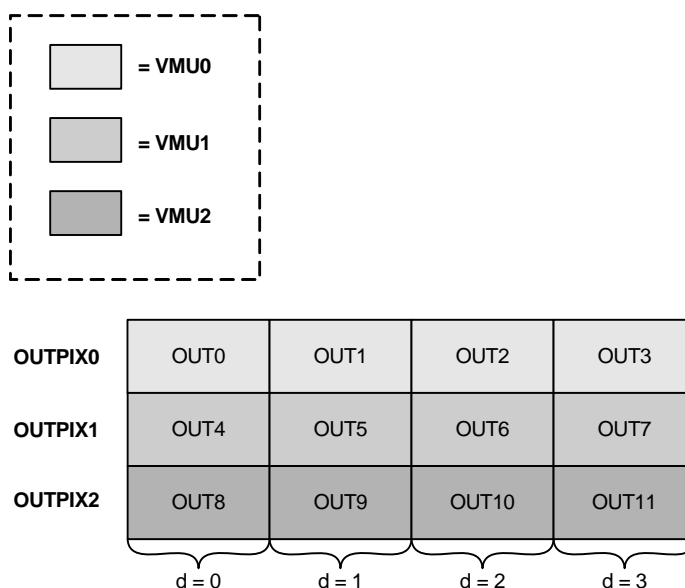 = VMU0
= VMU1
= VMU2
OUTPIX0 OUT0 OUT1 OUT2 OUT3
OUTPIX1 OUT4 OUT5 OUT6 OUT7
OUTPIX2 OUT8 OUT9 OUT10 OUT11
d = 0 d = 1 d = 2 d = 3